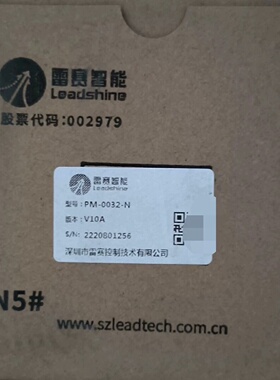 雷赛智能
Leadshine
股票代码:002979
雷赛智能
Leadshine
型号: PM-0032-N
版本: V10A
S/N: 2220801256
深圳市雷赛控制技术有限公司
N5#
www.szleadtech.com.cn